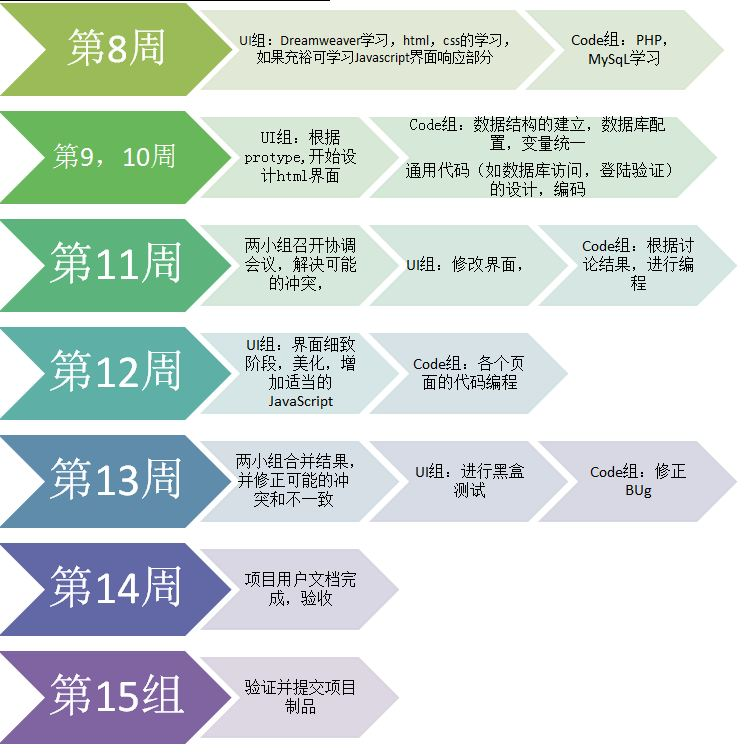 第8周
UI组：Dreamweaver学习，html，css的学习，
如果充裕可学习Javascript界面响应部分
Code组：PHP，
MySqL学习
第9，10周
UI组：根据
protype,开始设
计html界面
Code组：数据结构的建立，数据库配
置，变量统一
通用代码（如数据库访问，登陆验证）
的设计，编码
第11周
两小组召开协调
会议，解决可能
的冲突，
UI组：修改界面，
Code组：根据讨
论结果，进行编
程
第12周
UI组：界面细致
阶段，美化，增
加适当的
JavaScript
Code组：各个页
面的代码编程
第13周
两小组合并结果，
并修正可能的冲
突和不一致
UI组：进行黑盒
测试
Code组：修正
BUg
第14周
项目用户文档完
成，验收
第15组
验证并提交项目
制品